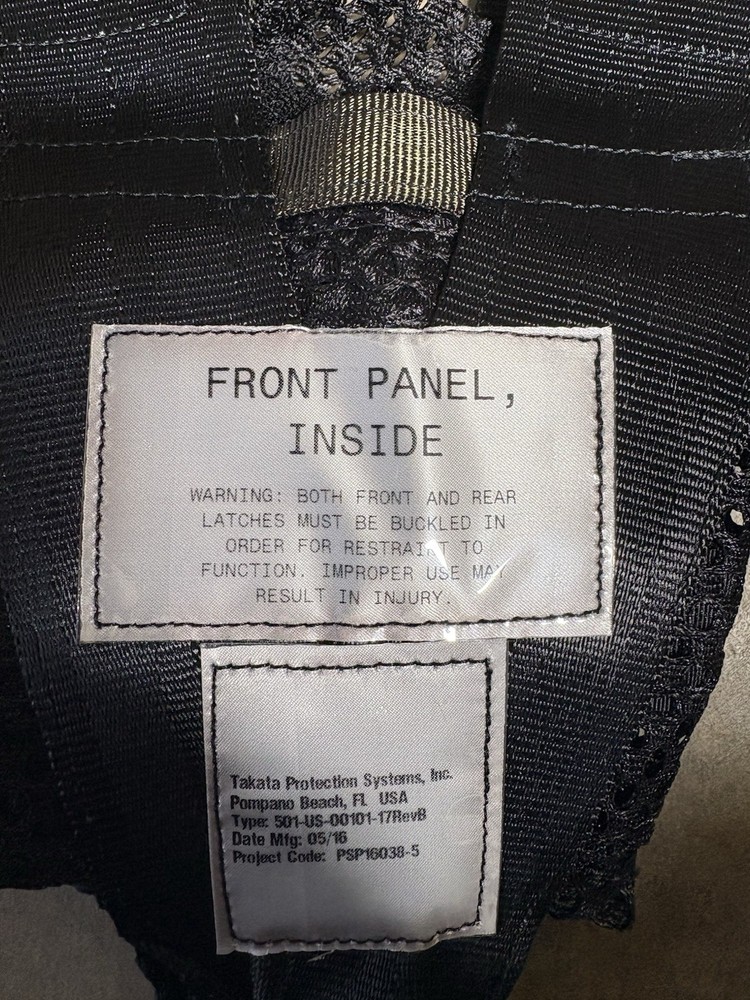 FRONT PANEL,
INSIDE
WARNING: BOTH FRONT AND REAR
LATCHES MUST BE BUCKLED IN
ORDER FOR RESTRAINT TO
FUNCTION. IMPROPER USE MAY
RESULT IN INJURY.
Takata Protection Systems, Inc.
Pompano Beach, FL USA
Type: 501-US-00101-17RevB
Date Mfg: 05/16
Project Code: PSP16038-5